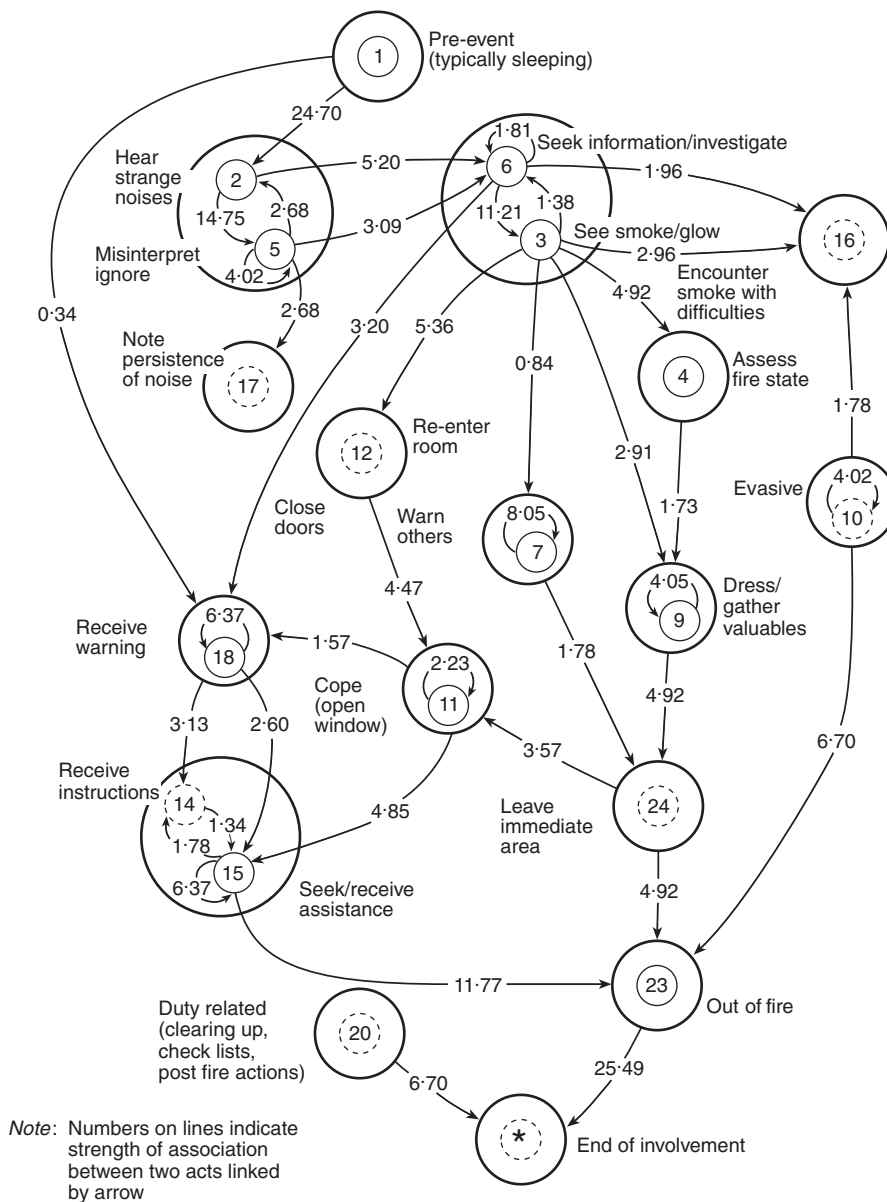 1
Pre-event
(typically sleeping)
24·70
1·81
Seek information/investigate
Hear
strange
noises
2
5·20
6
1·96
14·75
2·68
11·21
1·38
5
3·09
3
See smoke/glow
16
Misinterpret
ignore
4·02
2·96
Encounter
smoke with
difficulties
4·92
0·34
2·68
3·20
5·36
Note
persistence
of noise
17
0·84
4
Assess
fire state
1·78
12
Re-enter
room
2·91
4·02
Evasive
10
Close
doors
Warn
others
8·05
7
1·73
4·47
4·05
9
Dress/
gather
valuables
Receive
warning
6·37
18
1·57
2·23
11
1·78
Cope
(open
window)
4·92
3·13
2·60
3·57
6·70
Receive
instructions
14
1·34
4·85
24
Leave
immediate
area
1·78
15
6·37
Seek/receive
assistance
4·92
11·77
23
Out of fire
Duty related
(clearing up,
check lists,
post fire actions)
20
25·49
6·70
*
End of involvement
Note: Numbers on lines indicate
strength of association
between two acts linked
by arrow